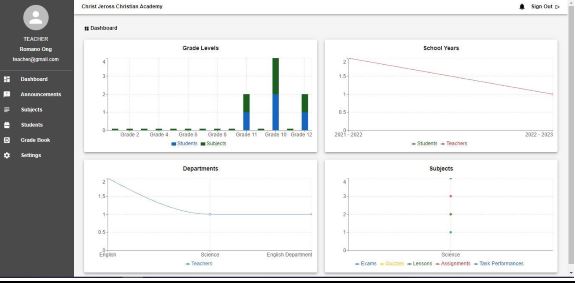 Christ Jeross Christian Academy
Sign Out
TEACHER
Romano Ong
teacher@gmail.com
Dashboard
Announcements
Subjects
Students
Grade Book
Settings
Dashboard
Grade Levels
4
3
2
1
0
Grade 2 Grade 4 Grade 6 Grade 8 Grade 11 Grade 10 Grade 12
Students Subjects
School Years
2
1.5
1
0.5
0
2021 - 2022 2022 - 2023
Students Teachers
Departments
2
1.5
1
0.5
0
English Science English Department
Teachers
Subjects
4
3
2
1
0
Science
Exams Quizzes Lessons Assignments Task Performances